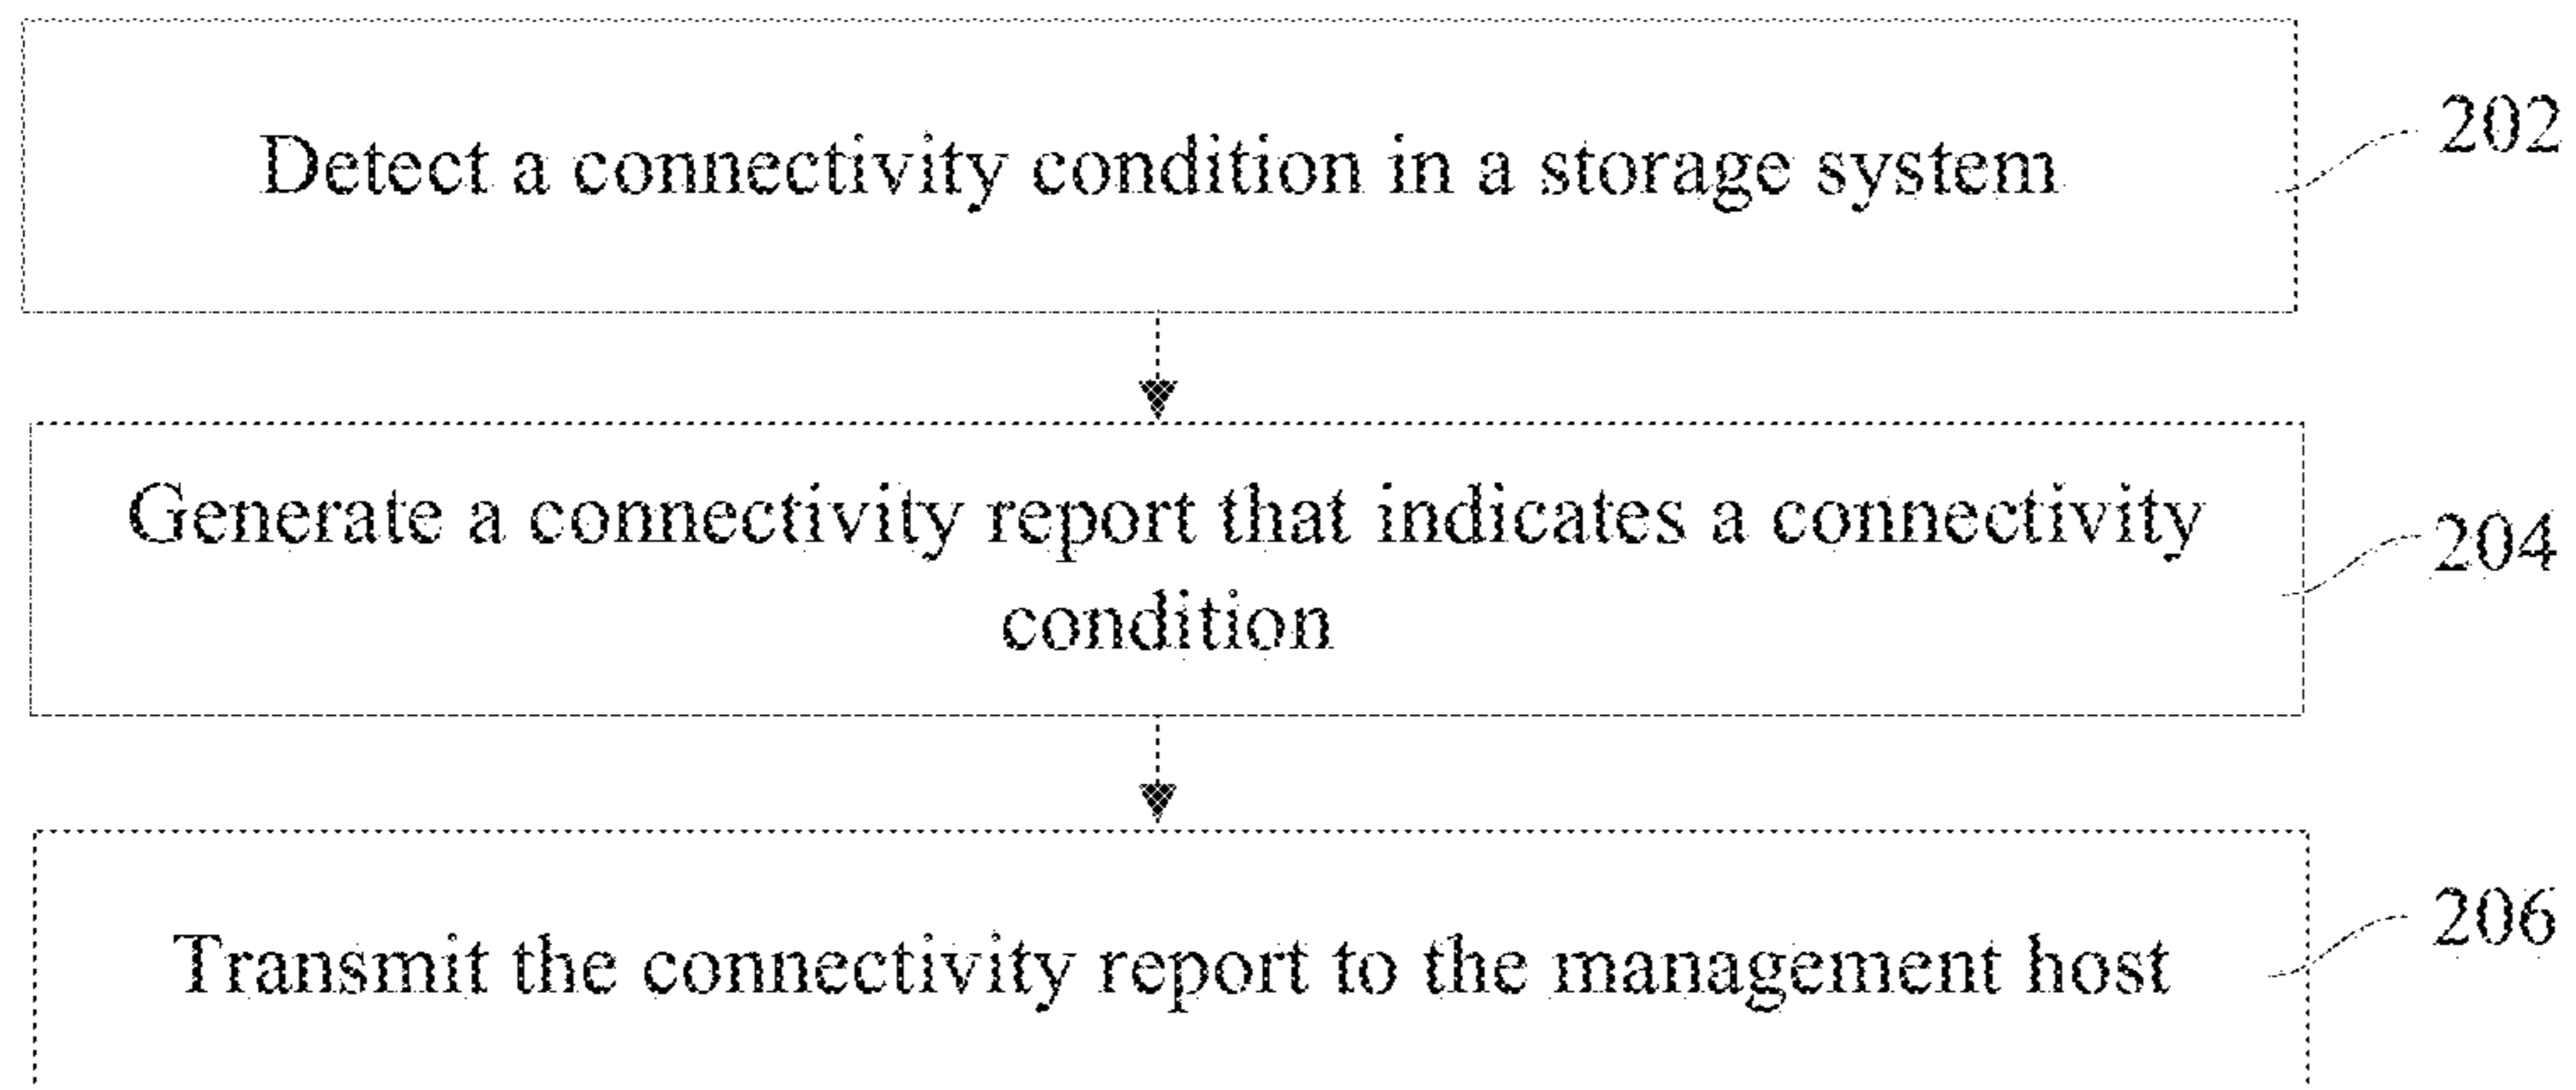 Detect a connectivity condition in a storage system
202
Generate a connectivity report that indicates a connectivity
condition
204
Transmit the connectivity report to the management host
206